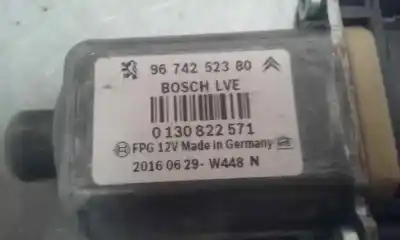 96 742 523 80
BOSCH LVE
0 130 822 571
FPG 12V Made in Germany
2016 06 29- W448 N